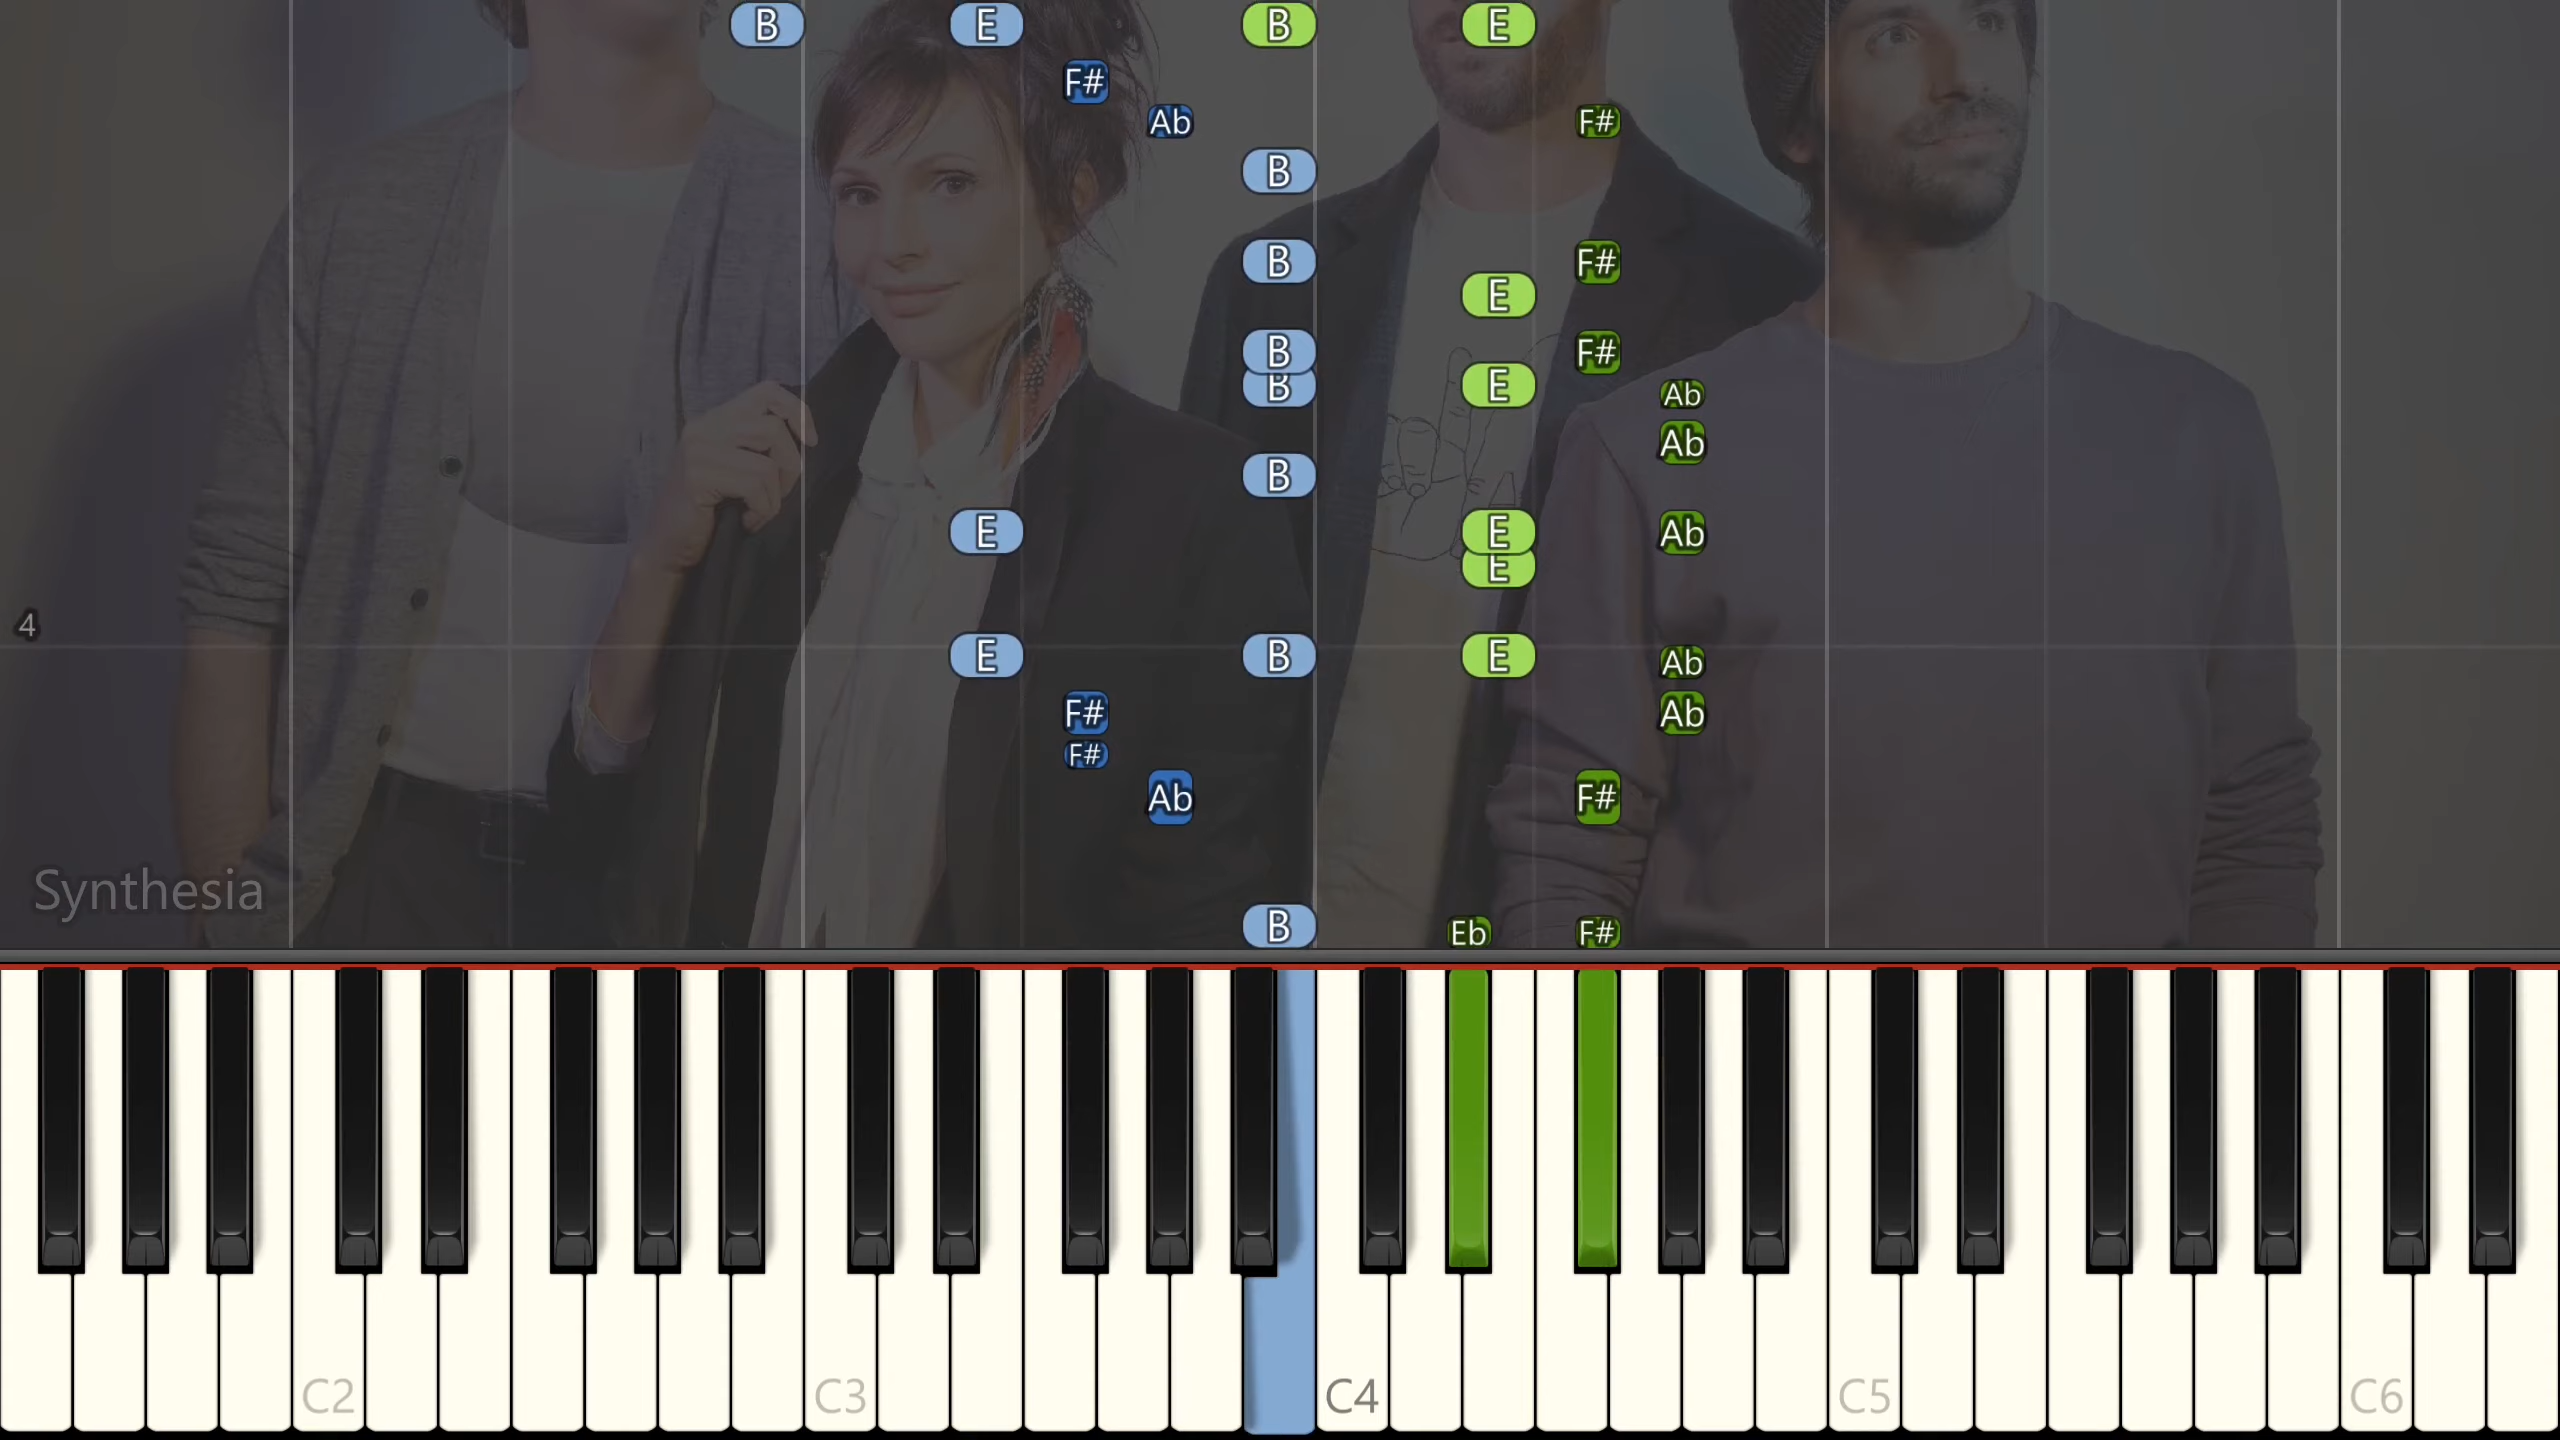 B E B E
F#
Ab F#
B
B F#
E
B F#
B E
Ab
Ab
B
E E Ab
E
4
E B E Ab
F# Ab
F#
Ab F#
Synthesia
B Eb F#
C2 C3 C4 C5 C6